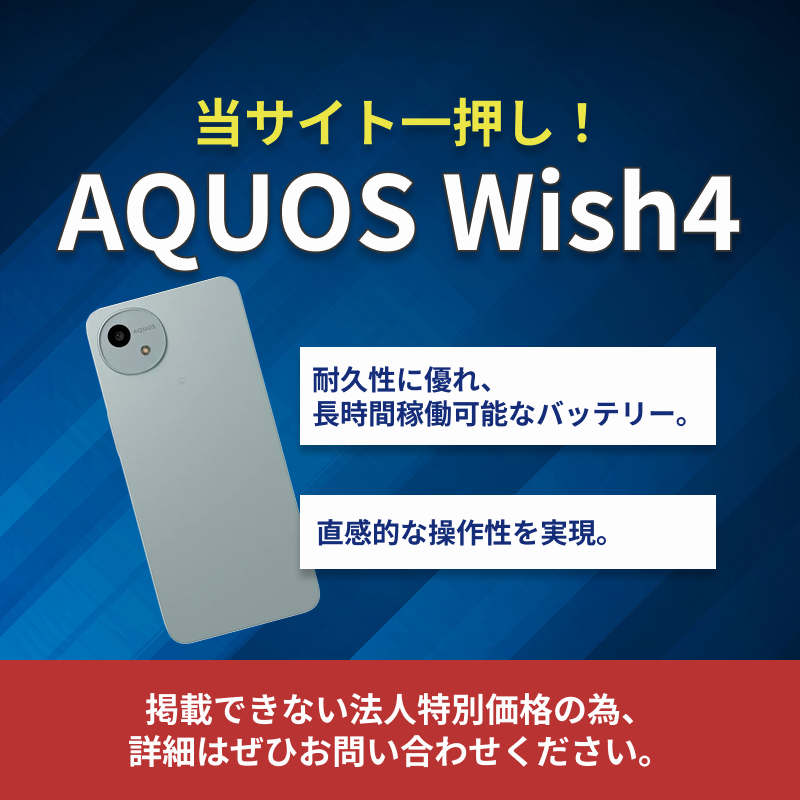 当サイト一押し！
AQUOS Wish4
AQUOS
耐久性に優れ、
長時間稼働可能なバッテリー。
直感的な操作性を実現。
掲載できない法人特別価格の為、
詳細はぜひお問い合わせください。